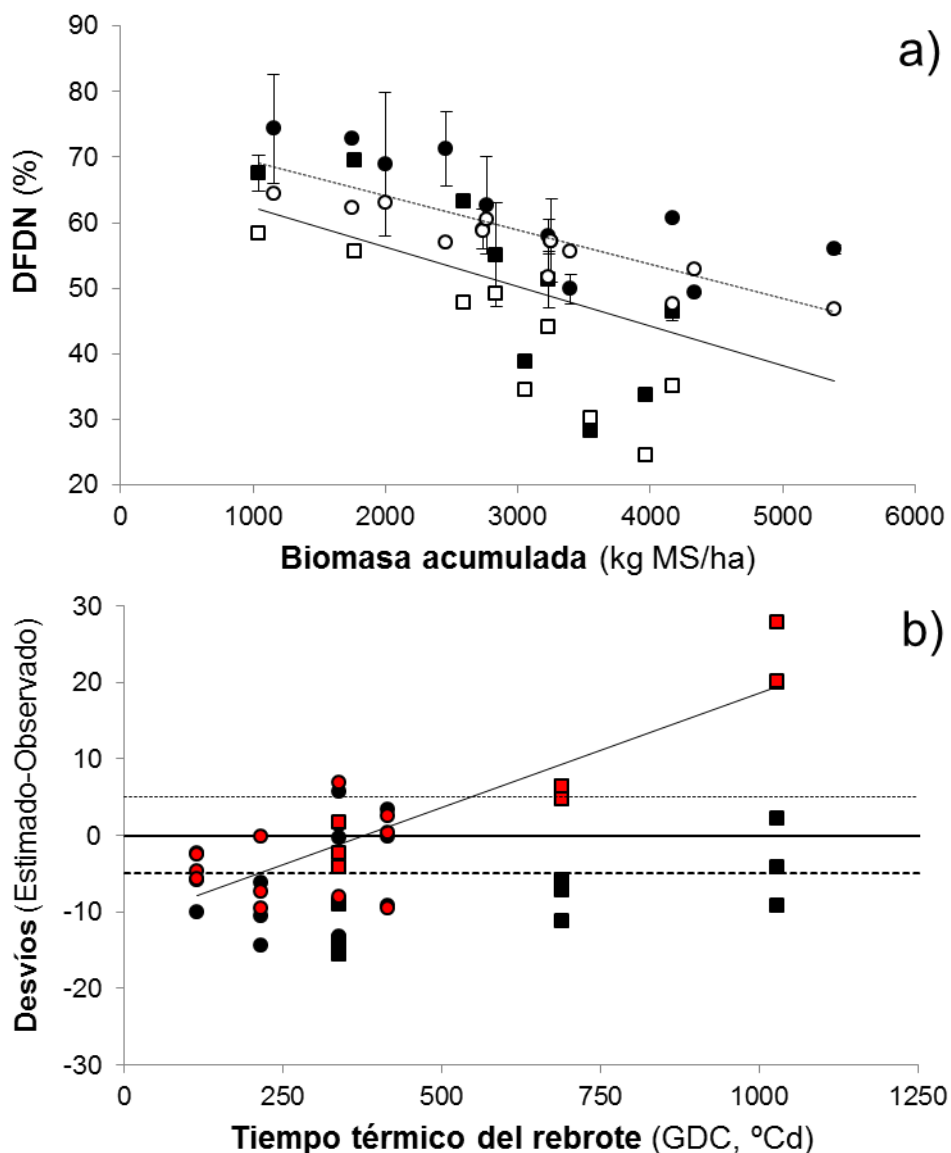 90
80
70
60
50
40
30
20
DFDN (%)
a)
0 1000 2000 3000 4000 5000 6000
Biomasa acumulada (kg MS/ha)
30
20
10
0
-10
-20
-30
Desvíos (Estimado-Observado)
b)
0 250 500 750 1000 1250
Tiempo térmico del rebrote (GDC, ºCd)